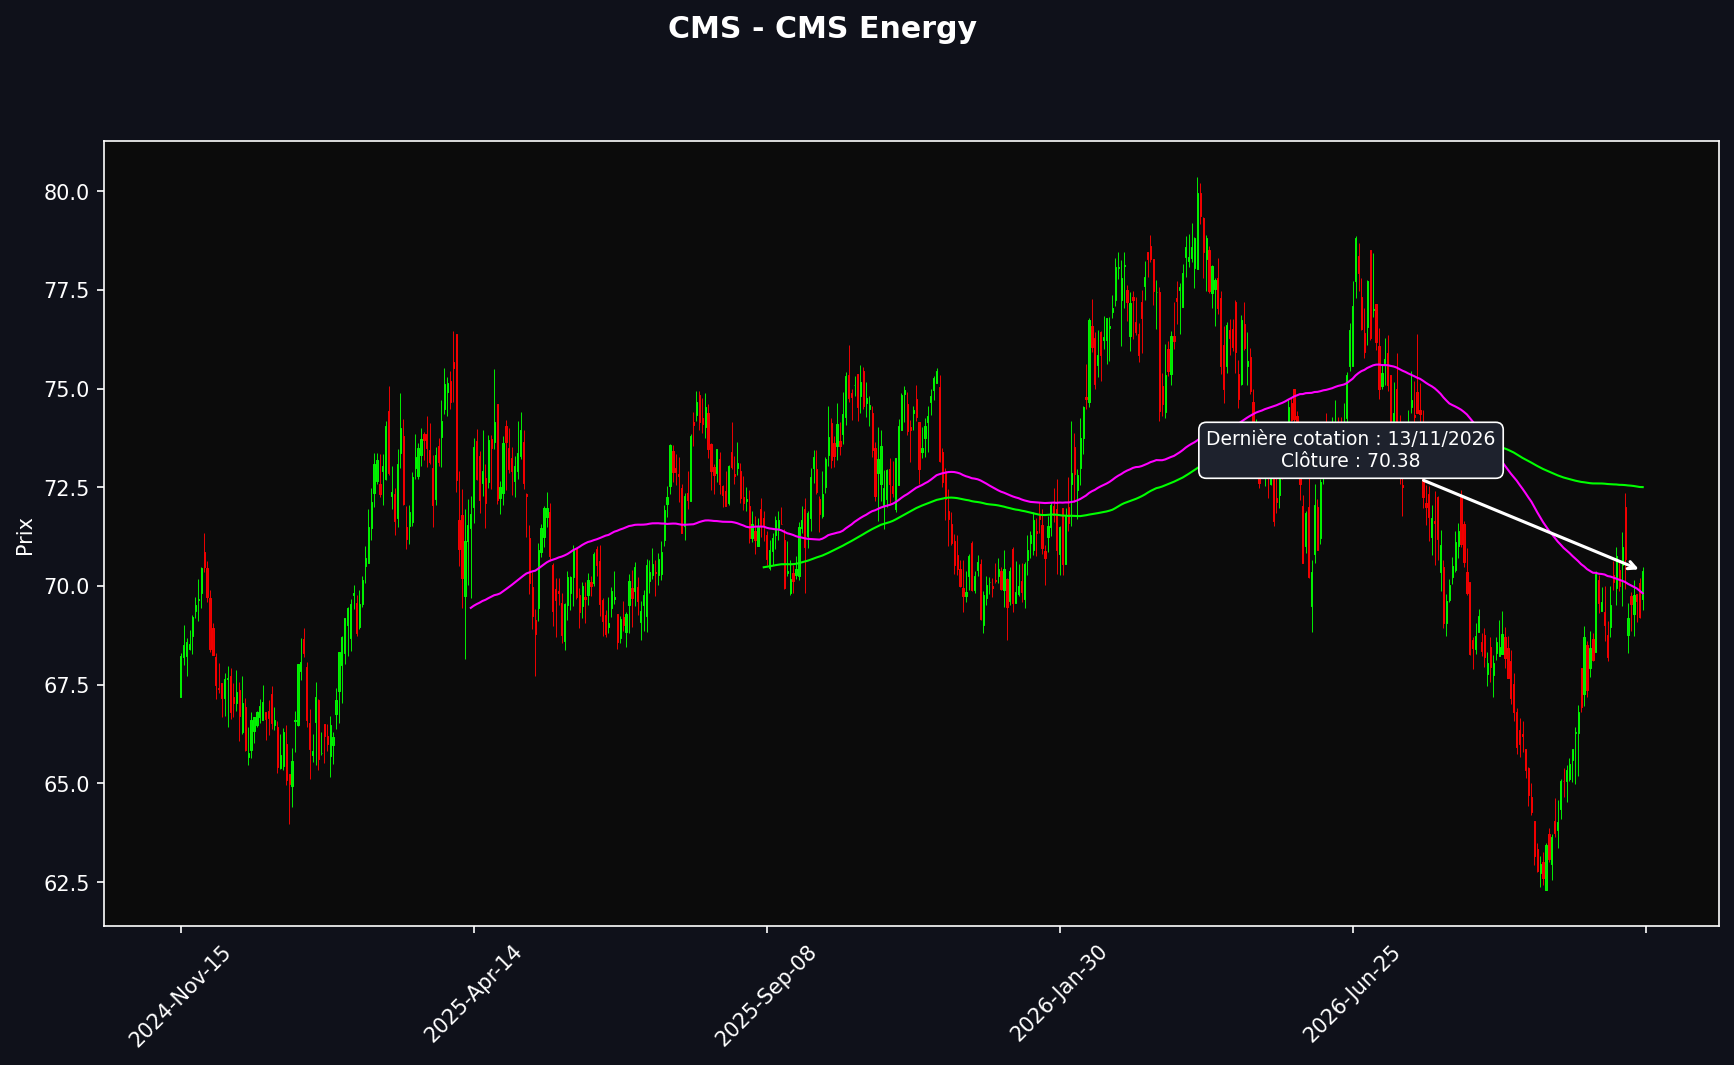 CMS - CMS Energy
80.0
77.5
75.0
72.5
70.0
67.5
65.0
62.5
Prix
Dernière cotation : 13/11/2026
Clôture : 70.38
2024-Nov-15
2025-Apr-14
2025-Sep-08
2026-Jan-30
2026-Jun-25